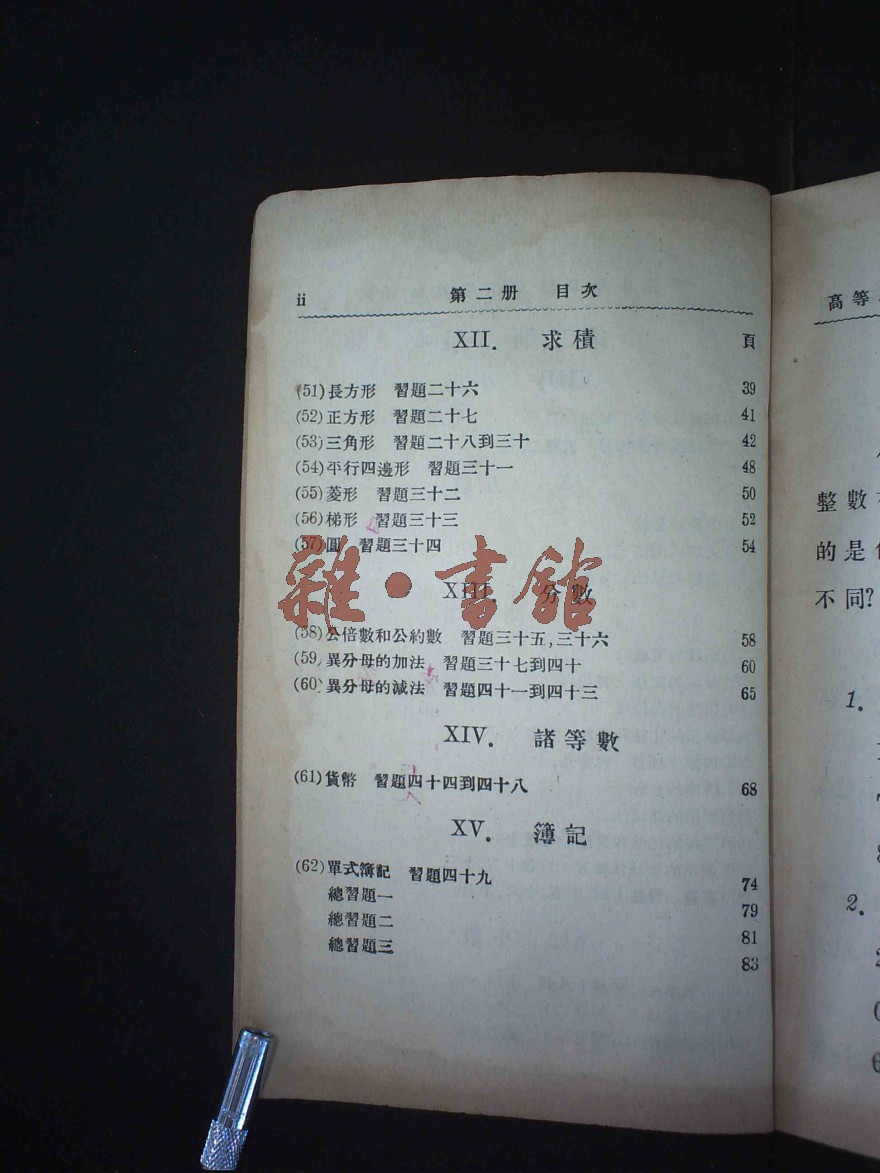 ii 第二册 目次
XII. 求積 頁
(51)長方形 習題二十六 39
(52)正方形 習題二十七 41
(53)三角形 習題二十八到三十 42
(54)平行四邊形 習題三十一 48
(55)菱形 習題三十二 50
(56)梯形 習題三十三 52
(57)圓 習題三十四 54
雜·書館
XIII. 分數
(58)公倍數和公約數 習題三十五,三十六 58
(59)異分母的加法 習題三十七到四十 60
(60)異分母的減法 習題四十一到四十三 65
XIV. 諸等數
(61)貨幣 習題四十四到四十八 68
XV. 簿記
(62)單式簿記 習題四十九 74
總習題一 79
總習題二 81
總習題三 83
高等
整數
的是
不同?
1.
2.